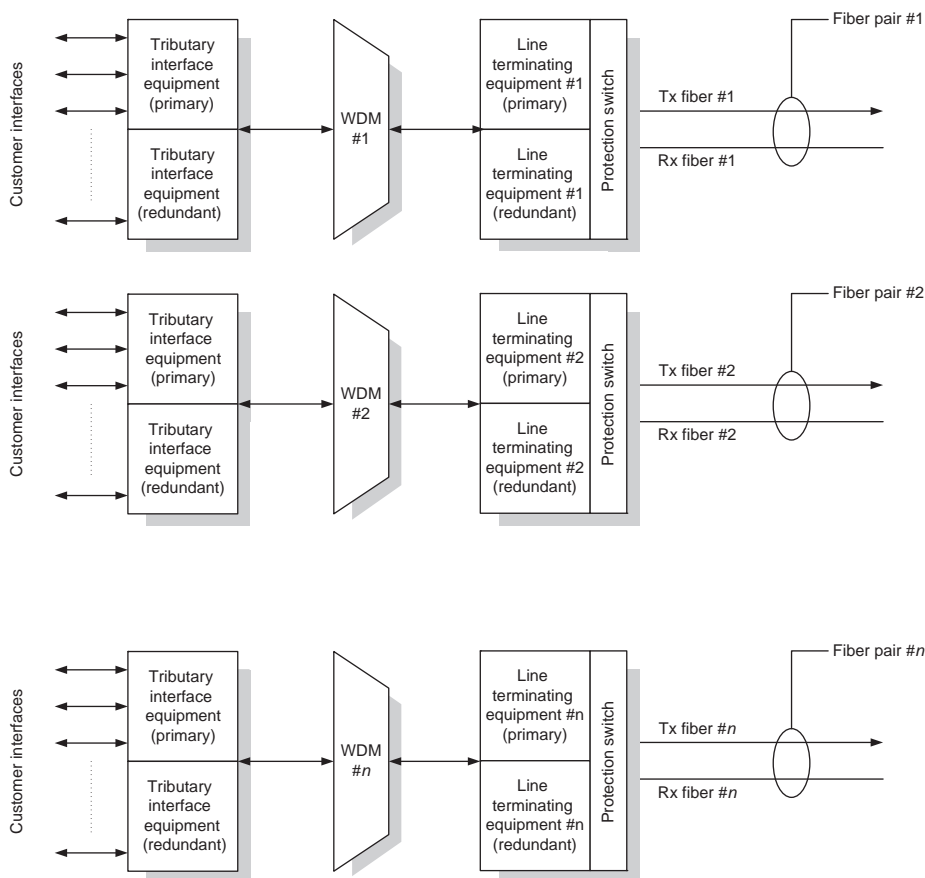 Customer interfaces
Tributary
interface
equipment
(primary)
Tributary
interface
equipment
(redundant)
WDM
#1
Line
terminating
equipment #1
(primary)
Line
terminating
equipment #1
(redundant)
Protection switch
Tx fiber #1
Rx fiber #1
Fiber pair #1
Customer interfaces
Tributary
interface
equipment
(primary)
Tributary
interface
equipment
(redundant)
WDM
#2
Line
terminating
equipment #2
(primary)
Line
terminating
equipment #2
(redundant)
Protection switch
Tx fiber #2
Rx fiber #2
Fiber pair #2
Customer interfaces
Tributary
interface
equipment
(primary)
Tributary
interface
equipment
(redundant)
WDM
#n
Line
terminating
equipment #n
(primary)
Line
terminating
equipment #n
(redundant)
Protection switch
Tx fiber #n
Rx fiber #n
Fiber pair #n